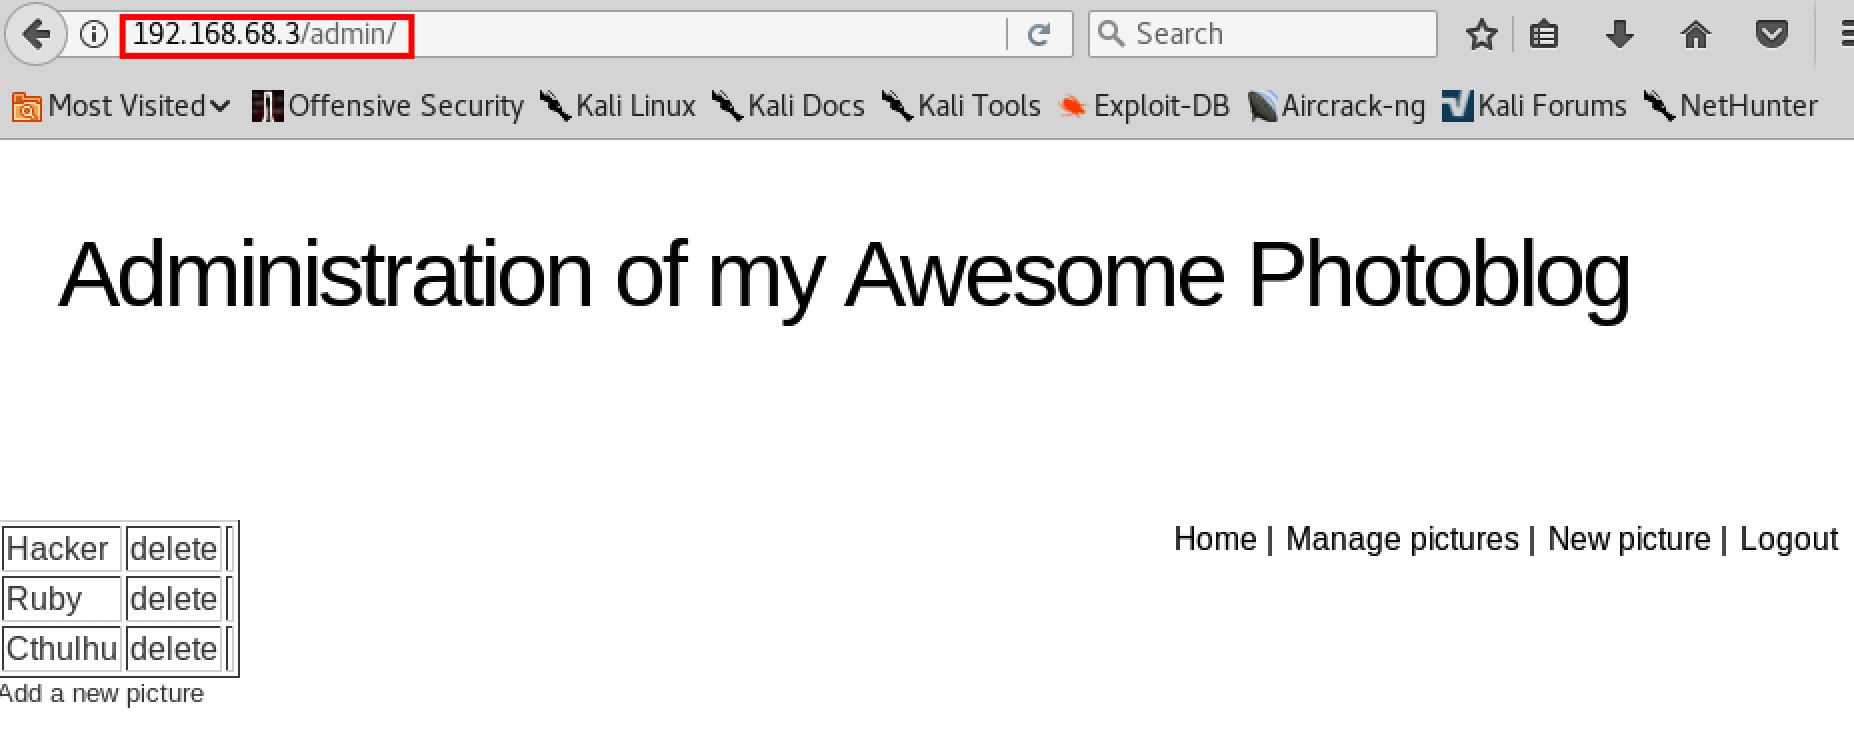 192.168.68.3/admin/ Search
Most Visited Offensive Security Kali Linux Kali Docs Kali Tools Exploit-DB Aircrack-ng Kali Forums NetHunter
Administration of my Awesome Photoblog
Home | Manage pictures | New picture | Logout
Hacker delete
Ruby delete
Cthulhu delete
Add a new picture